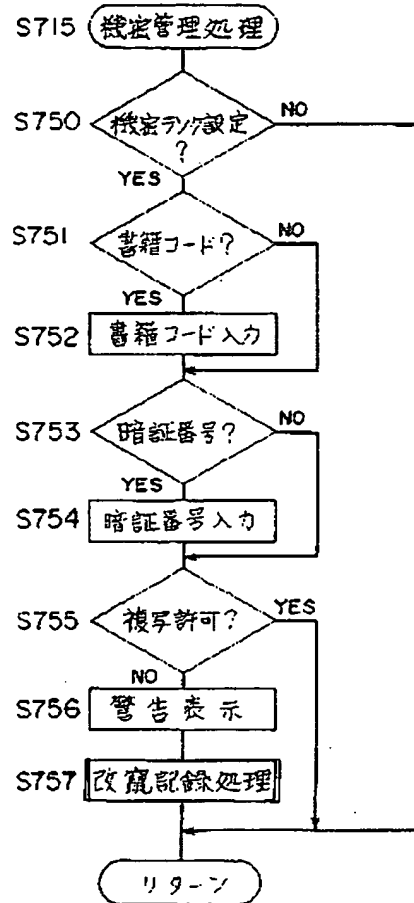 S715 機密管理処理
S750 機密ランク設定 NO
?
YES
S751 書籍コード? NO
YES
S752 書籍コード入力
S753 暗証番号? NO
YES
S754 暗証番号入力
S755 複写許可? YES
NO
S756 警告表示
S757 改竄記録処理
リターン